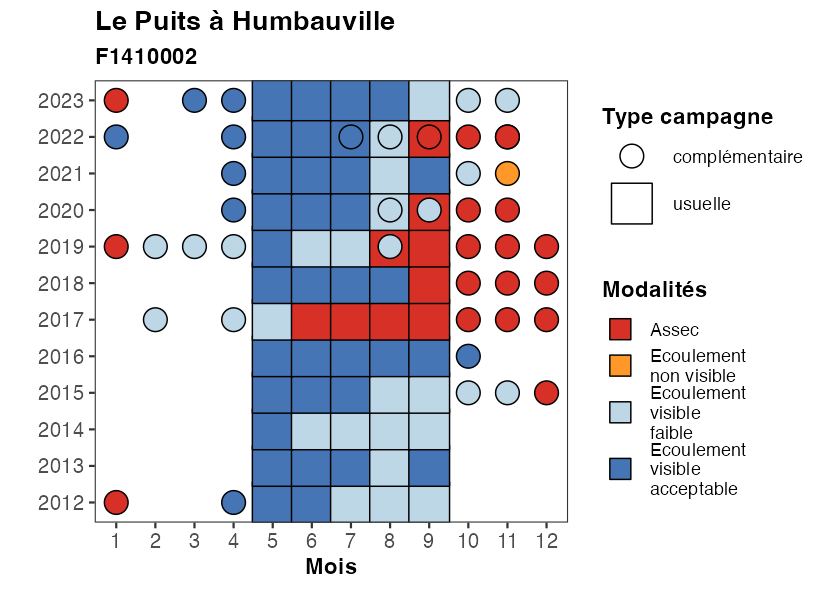 Le Puits à Humbauville
F1410002
2023
2022
2021
2020
2019
2018
2017
2016
2015
2014
2013
2012
1 2 3 4 5 6 7 8 9 10 11 12
Mois
Type campagne
complémentaire
usuelle
Modalités
Assec
Ecoulement
non visible
Ecoulement
visible
faible
Ecoulement
visible
acceptable